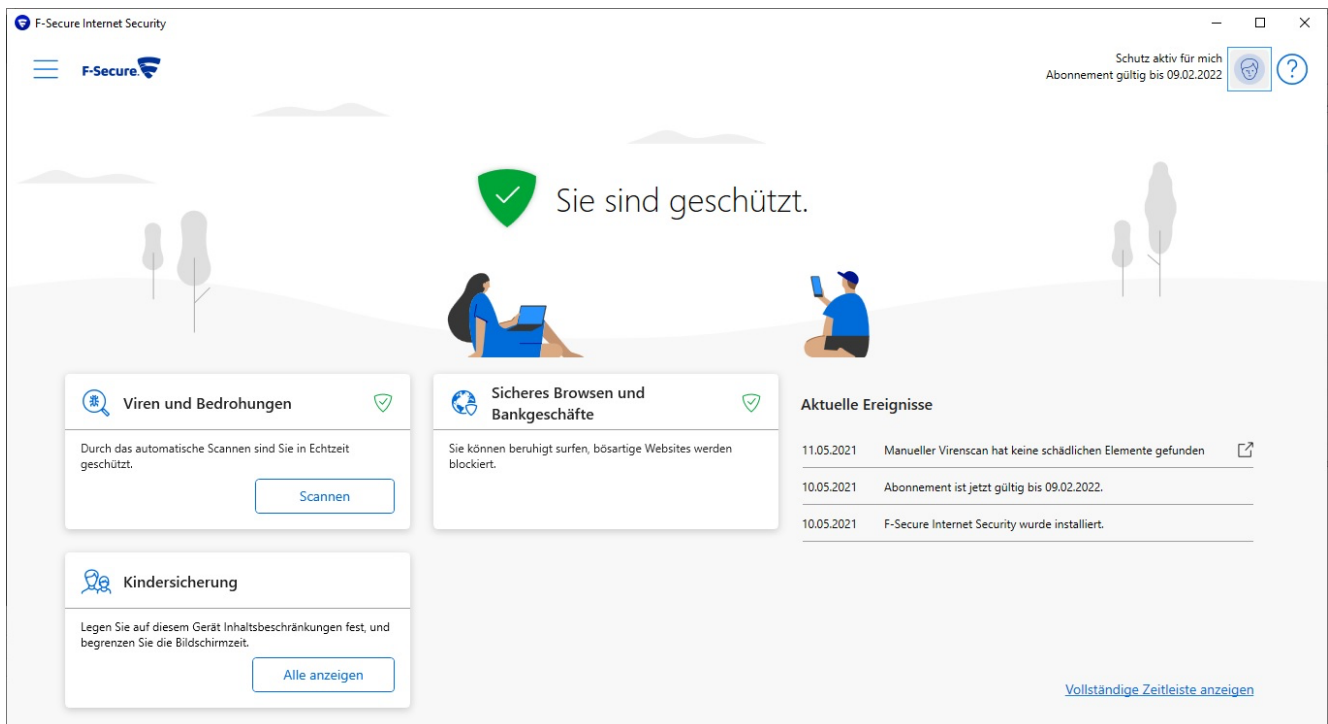 F-Secure Internet Security
F-Secure.
Schutz aktiv für mich
Abonnement gültig bis 09.02.2022
?
Sie sind geschützt.
Viren und Bedrohungen
Durch das automatische Scannen sind Sie in Echtzeit
geschützt.
Scannen
Sicheres Browsen und
Bankgeschäfte
Sie können beruhigt surfen, bösartige Websites werden
blockiert.
Aktuelle Ereignisse
11.05.2021 Manueller Virenscan hat keine schädlichen Elemente gefunden
10.05.2021 Abonnement ist jetzt gültig bis 09.02.2022.
10.05.2021 F-Secure Internet Security wurde installiert.
Kindersicherung
Legen Sie auf diesem Gerät Inhaltsbeschränkungen fest, und
begrenzen Sie die Bildschirmzeit.
Alle anzeigen
Vollständige Zeitleiste anzeigen